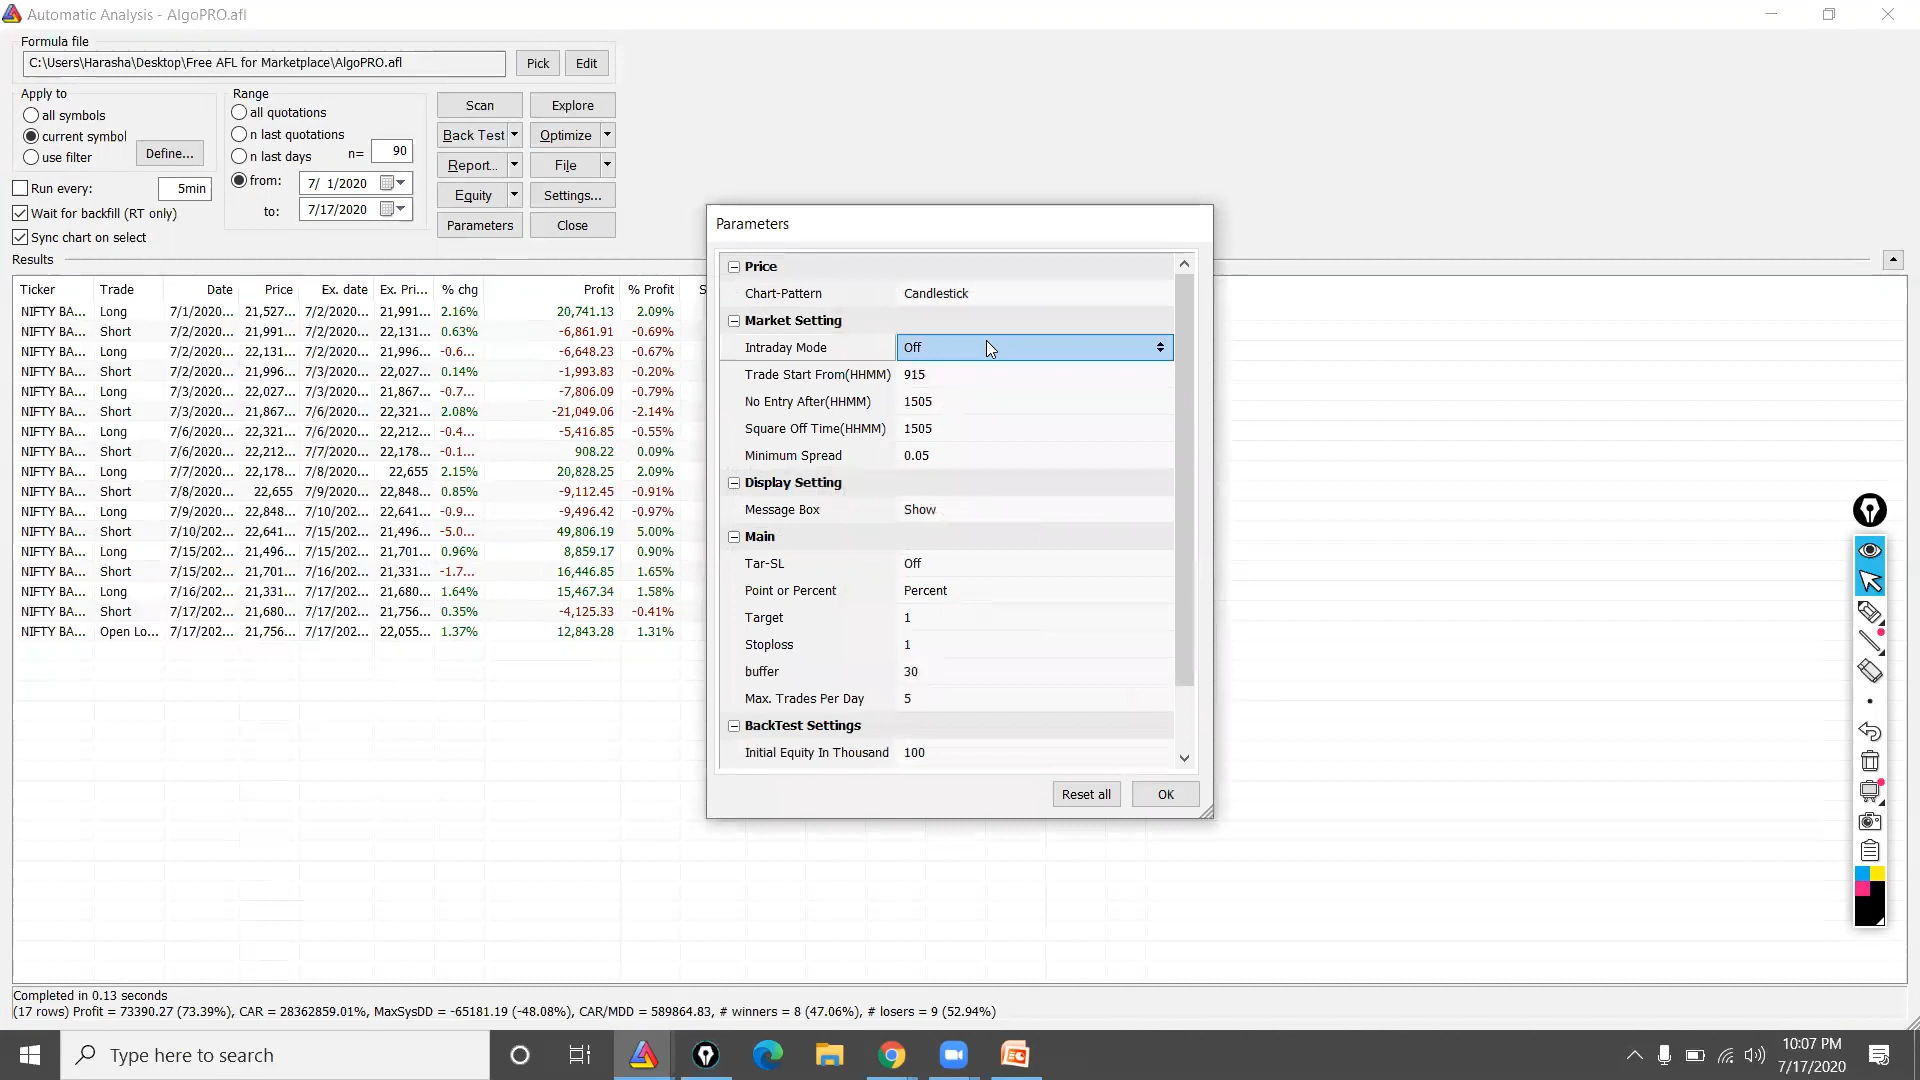 Automatic Analysis - AlgoPRO.afl
Formula file
C:\Users\Harasha\Desktop\Free AFL for Marketplace\AlgoPRO.afl Pick Edit
Apply to
all symbols
current symbol
use filter Define...
Run every: 5min
Wait for backfill (RT only)
Sync chart on select
Range
all quotations
n last quotations
n last days n= 90
from: 7/ 1/2020
to: 7/17/2020
Scan Explore
Back Test Optimize
Report... File
Equity Settings...
Parameters Close
Results
Ticker Trade Date Price Ex. date Ex. Pri... % chg Profit % Profit S
NIFTY BA... Long 7/1/2020... 21,527... 7/2/2020... 21,991... 2.16% 20,741.13 2.09%
NIFTY BA... Short 7/2/2020... 21,991... 7/2/2020... 22,131... 0.63% -6,861.91 -0.69%
NIFTY BA... Long 7/2/2020... 22,131... 7/2/2020... 21,996... -0.6... -6,648.23 -0.67%
NIFTY BA... Short 7/2/2020... 21,996... 7/3/2020... 22,027... 0.14% -1,993.83 -0.20%
NIFTY BA... Long 7/3/2020... 22,027... 7/3/2020... 21,867... -0.7... -7,806.09 -0.79%
NIFTY BA... Short 7/3/2020... 21,867... 7/6/2020... 22,321... 2.08% -21,049.06 -2.14%
NIFTY BA... Long 7/6/2020... 22,321... 7/6/2020... 22,212... -0.4... -5,416.85 -0.55%
NIFTY BA... Short 7/6/2020... 22,212... 7/7/2020... 22,178... -0.1... 908.22 0.09%
NIFTY BA... Long 7/7/2020... 22,178... 7/8/2020... 22,655 2.15% 20,828.25 2.09%
NIFTY BA... Short 7/8/2020... 22,655 7/9/2020... 22,848... 0.85% -9,112.45 -0.91%
NIFTY BA... Long 7/9/2020... 22,848... 7/10/202... 22,641... -0.9... -9,496.42 -0.97%
NIFTY BA... Short 7/10/202... 22,641... 7/15/202... 21,496... -5.0... 49,806.19 5.00%
NIFTY BA... Long 7/15/202... 21,496... 7/15/202... 21,701... 0.96% 8,859.17 0.90%
NIFTY BA... Short 7/15/202... 21,701... 7/16/202... 21,331... -1.7... 16,446.85 1.65%
NIFTY BA... Long 7/16/202... 21,331... 7/17/202... 21,680... 1.64% 15,467.34 1.58%
NIFTY BA... Short 7/17/202... 21,680... 7/17/202... 21,756... 0.35% -4,125.33 -0.41%
NIFTY BA... Open Lo... 7/17/202... 21,756... 7/17/202... 22,055... 1.37% 12,843.28 1.31%
Parameters
Price
Chart-Pattern Candlestick
Market Setting
Intraday Mode Off
Trade Start From(HHMM) 915
No Entry After(HHMM) 1505
Square Off Time(HHMM) 1505
Minimum Spread 0.05
Display Setting
Message Box Show
Main
Tar-SL Off
Point or Percent Percent
Target 1
Stoploss 1
buffer 30
Max. Trades Per Day 5
BackTest Settings
Initial Equity In Thousand 100
Reset all OK
Completed in 0.13 seconds
(17 rows) Profit = 73390.27 (73.39%), CAR = 28362859.01%, MaxSysDD = -65181.19 (-48.08%), CAR/MDD = 589864.83, # winners = 8 (47.06%), # losers = 9 (52.94%)
Type here to search
10:07 PM
7/17/2020